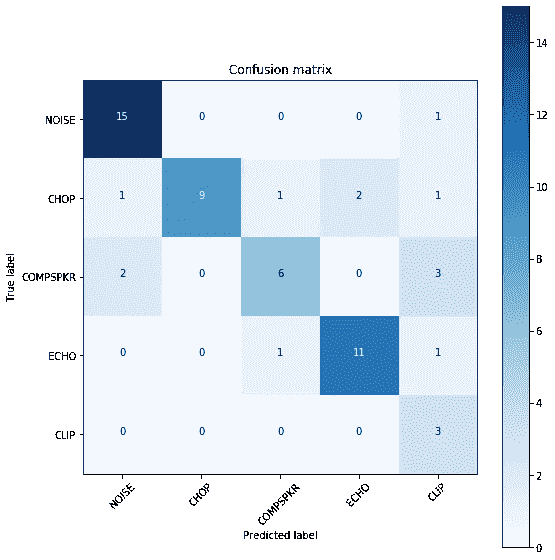 Confusion matrix
NOISE 15 0 0 0 1
CHOP 1 9 1 2 1
COMPSPKR 2 0 6 0 3
ECHO 0 0 1 11 1
CLIP 0 0 0 0 3
NOISE CHOP COMPSPKR ECHO CLIP
True label
Predicted label
14
12
10
8
6
4
2
0